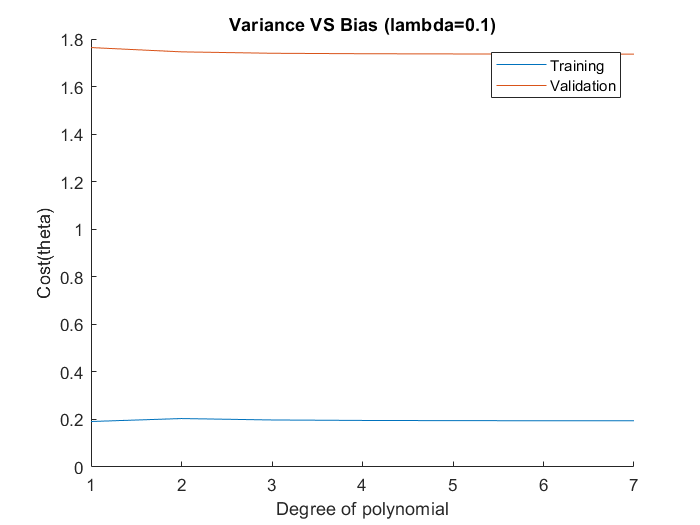 Variance VS Bias (lambda=0.1)
1.8
1.6
1.4
1.2
1
0.8
0.6
0.4
0.2
0
Cost(theta)
Training
Validation
1 2 3 4 5 6 7
Degree of polynomial